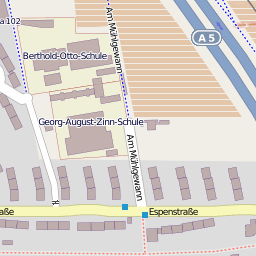 a 102
Am Mühlgewann
A 5
Berthold-Otto-Schule
Georg-August-Zinn-Schule
Am Mühlgewann
aße
Espenstraße